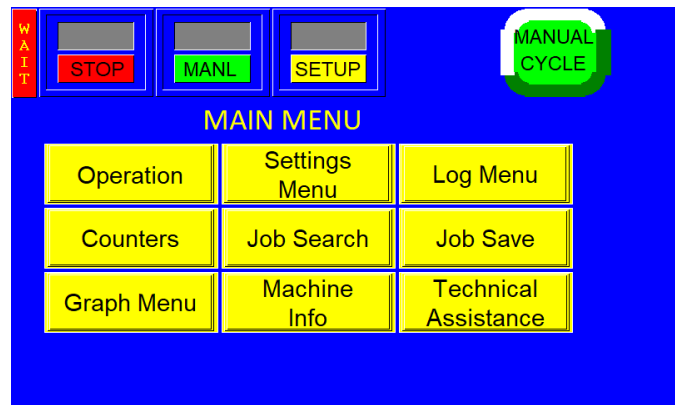 WAIT
STOP
MANL
SETUP
MANUAL
CYCLE
MAIN MENU
Operation
Settings
Menu
Log Menu
Counters
Job Search
Job Save
Graph Menu
Machine
Info
Technical
Assistance